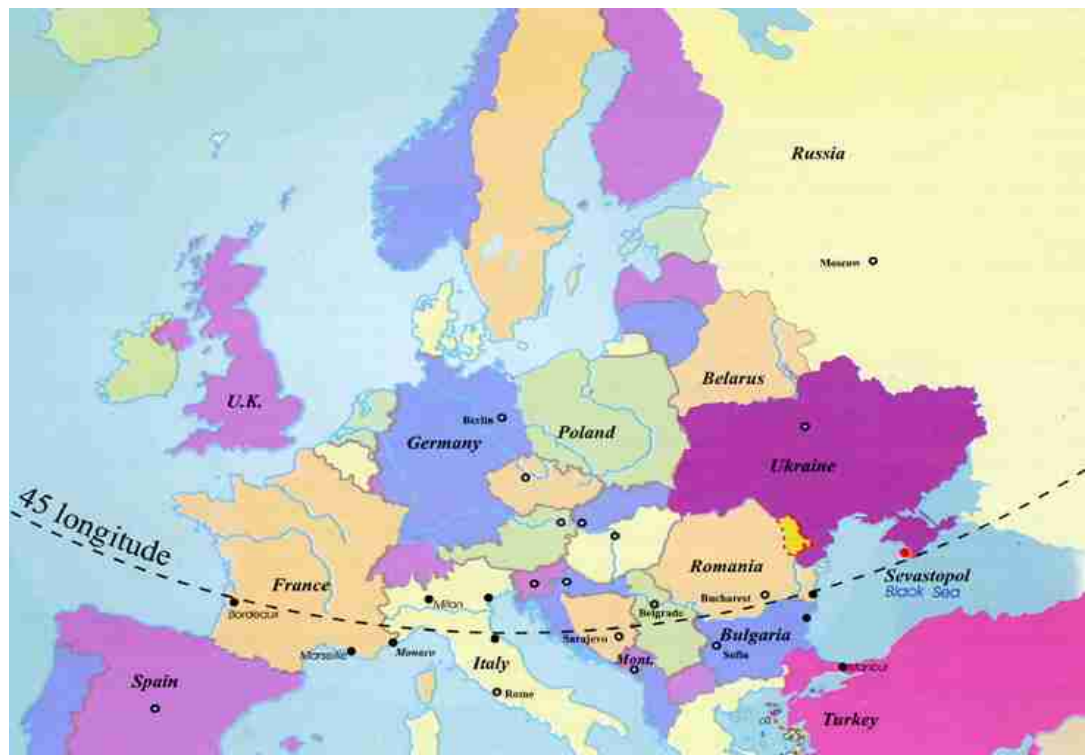 Russia
Moscow
Belarus
U.K.
Berlin
Germany
Poland
Ukraine
45 longitude
France
Bordeaux
Milan
Romania
Bucharest
Sevastopol
Black Sea
Belgrade
Sarajevo
Bulgaria
Sofia
Marseille
Monaco
Italy
Mont.
Spain
Rome
Turkey